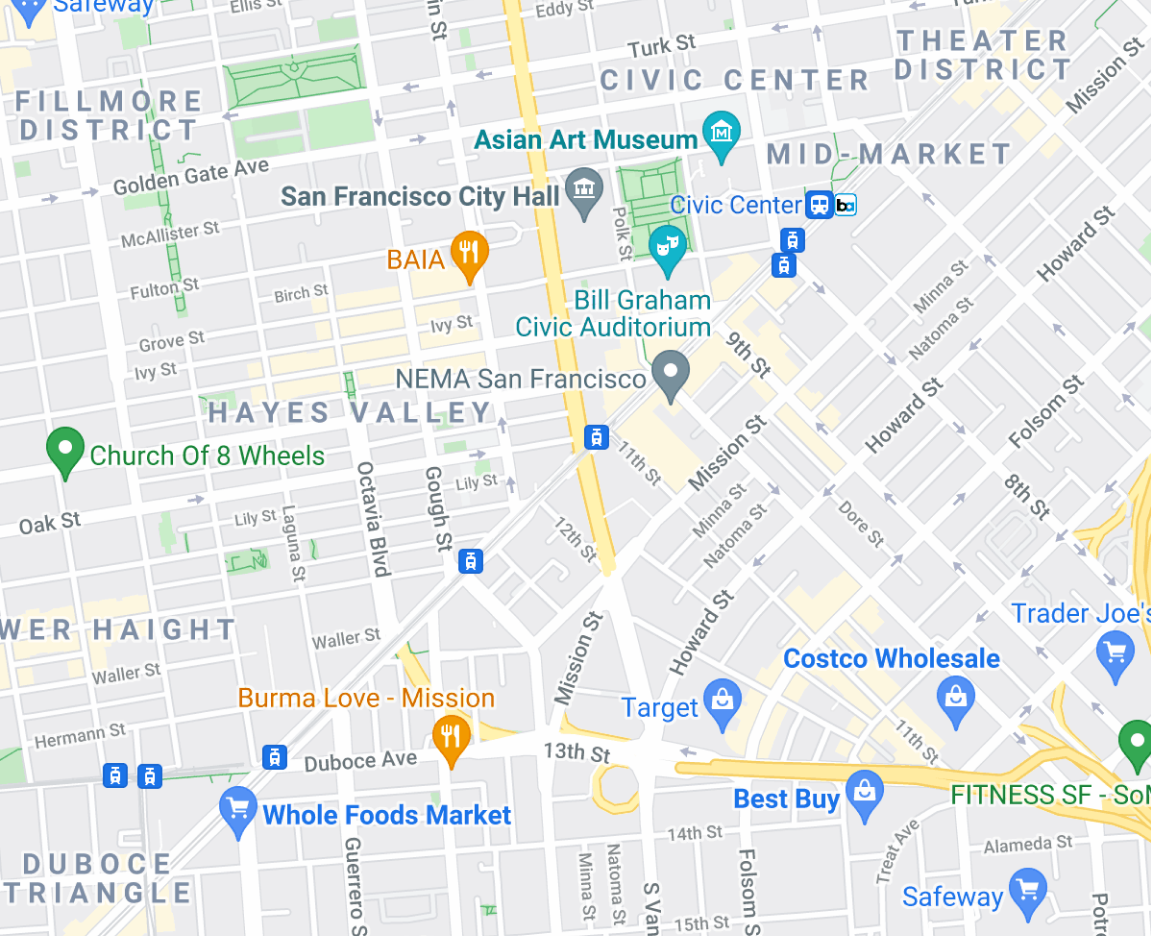 Safeway
Ellis St
in St
Eddy St
Turk St
THEATER
DISTRICT
Mission St
CIVIC CENTER
FILLMORE
DISTRICT
Asian Art Museum
MID-MARKET
Golden Gate Ave
San Francisco City Hall
Polk St
Civic Center
ba
McAllister St
BAIA
Howard St
Fulton St
Birch St
Minna St
Bill Graham
Civic Auditorium
Natoma St
Ivy St
Grove St
9th St
Ivy St
NEMA San Francisco
HAYES VALLEY
Howard St
Folsom St
Church Of 8 Wheels
Mission St
11th St
Octavia Blvd
Gough St
Lily St
8th St
Minna St
Oak St
Lily St
Laguna St
Dore St
12th St
Natoma St
Trader Joe's
WER HAIGHT
Waller St
Howard St
Mission St
Costco Wholesale
Waller St
Burma Love - Mission
Target
Hermann St
11th St
Duboce Ave
13th St
Best Buy
FITNESS SF - SoM
Whole Foods Market
14th St
Treat Ave
Alameda St
DUBOCE
TRIANGLE
Guerrero S
Minna St
Natoma St
S Van
Folsom S
Safeway
Potre
15th St